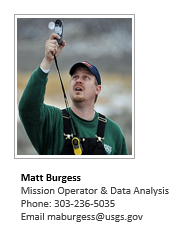 Matt Burgess
Mission Operator & Data Analysis
Phone: 303-236-5035
Email maburgess@usgs.gov